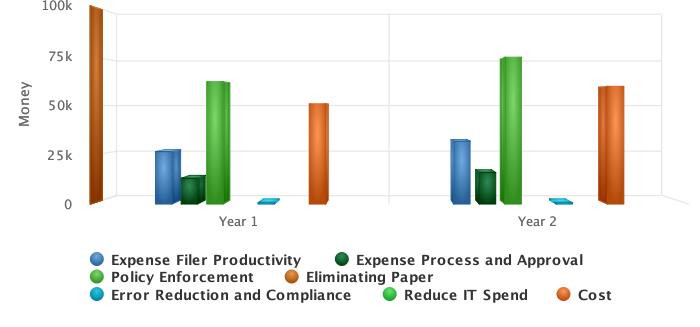 100k
75k
Money
50k
25k
0
Year 1 Year 2
Expense Filer Productivity Expense Process and Approval
Policy Enforcement Eliminating Paper
Error Reduction and Compliance Reduce IT Spend Cost